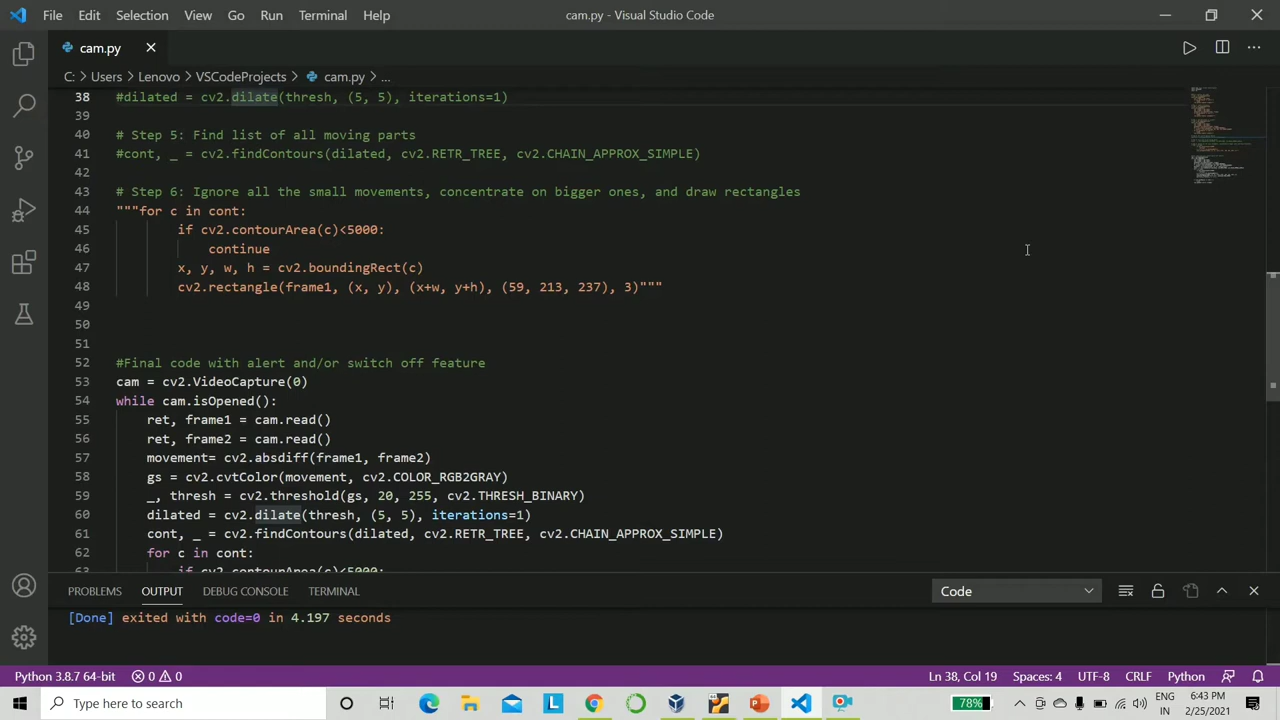 File Edit Selection View Go Run Terminal Help cam.py - Visual Studio Code
cam.py
C: > Users > Lenovo > VSCodeProjects > cam.py > ...
38 #dilated = cv2.dilate(thresh, (5, 5), iterations=1)
39
40 # Step 5: Find list of all moving parts
41 #cont, _ = cv2.findContours(dilated, cv2.RETR_TREE, cv2.CHAIN_APPROX_SIMPLE)
42
43 # Step 6: Ignore all the small movements, concentrate on bigger ones, and draw rectangles
44 """for c in cont:
45 if cv2.contourArea(c)<5000:
46 continue
47 x, y, w, h = cv2.boundingRect(c)
48 cv2.rectangle(frame1, (x, y), (x+w, y+h), (59, 213, 237), 3)"""
49
50
51
52 #Final code with alert and/or switch off feature
53 cam = cv2.VideoCapture(0)
54 while cam.isOpened():
55 ret, frame1 = cam.read()
56 ret, frame2 = cam.read()
57 movement= cv2.absdiff(frame1, frame2)
58 gs = cv2.cvtColor(movement, cv2.COLOR_RGB2GRAY)
59 _, thresh = cv2.threshold(gs, 20, 255, cv2.THRESH_BINARY)
60 dilated = cv2.dilate(thresh, (5, 5), iterations=1)
61 cont, _ = cv2.findContours(dilated, cv2.RETR_TREE, cv2.CHAIN_APPROX_SIMPLE)
62 for c in cont:
63 if cv2.contourArea(c)<5000:
PROBLEMS OUTPUT DEBUG CONSOLE TERMINAL Code
[Done] exited with code=0 in 4.197 seconds
Python 3.8.7 64-bit 0 0 Ln 38, Col 19 Spaces: 4 UTF-8 CRLF Python
Type here to search 78% ENG 6:43 PM
IN 2/25/2021